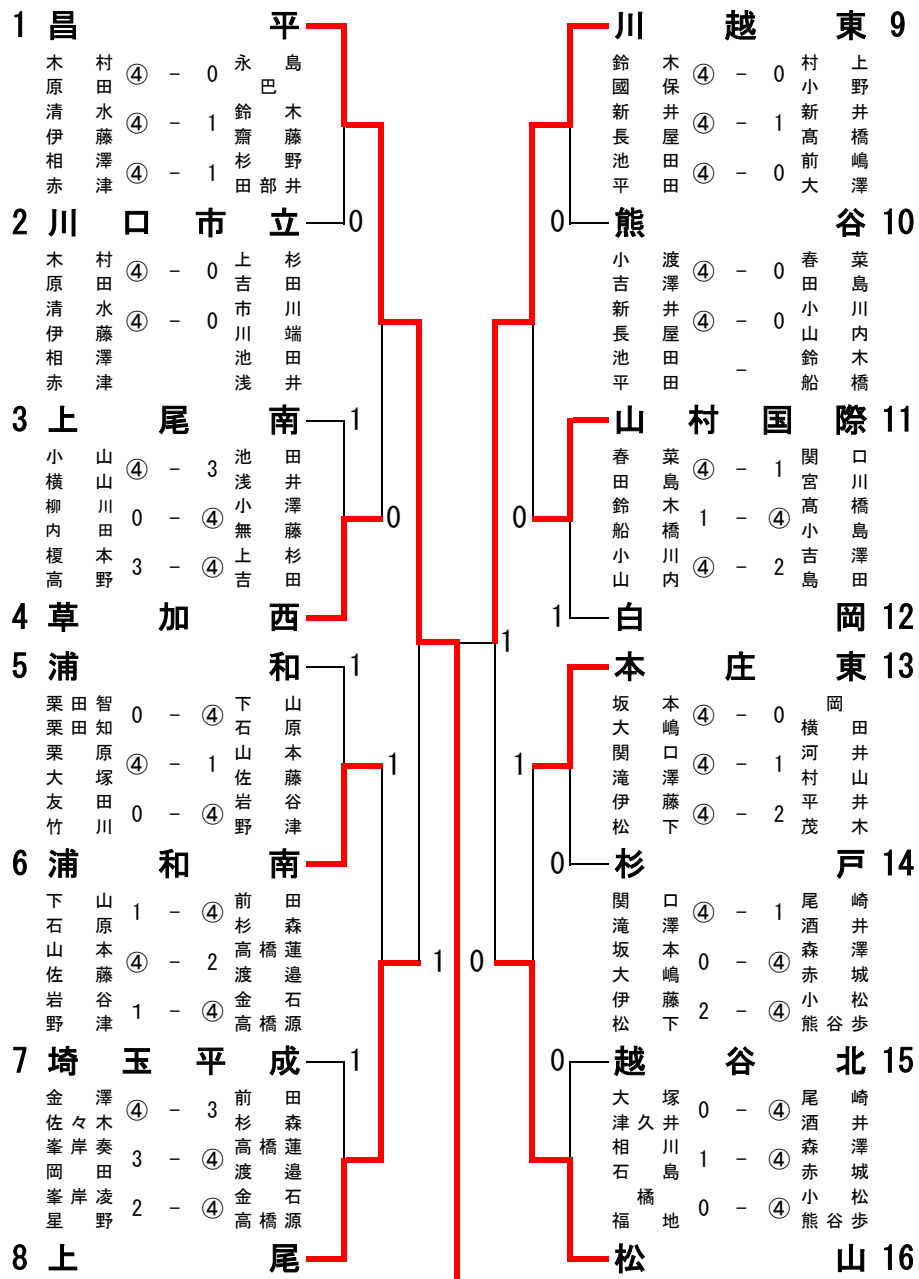 1 昌平
木村 ④ - 0 永島
原田 巴
清水 ④ - 1 鈴木
伊藤 齋藤
相澤 ④ - 1 杉野
赤津 田部井
0
2 川口市立
木村 ④ - 0 上杉
原田 吉田
清水 ④ - 0 市川
伊藤 川端
相澤 池田
赤津 浅井
3 上尾南 1
小山 ④ - 3 池田
横山 浅井
柳川 0 - ④ 小澤
内田 無藤
榎本 3 - ④ 上杉
高野 吉田
0
4 草加西
5 浦和 1
栗田智 0 - ④ 下山
栗田知 石原
栗原 ④ - 1 山本
大塚 佐藤
友田 0 - ④ 岩谷
竹川 野津
1
6 浦和南
下山 1 - ④ 前田
石原 杉森
山本 ④ - 2 高橋蓮
佐藤 渡邉
岩谷 1 - ④ 金石
野津 高橋源
1
7 埼玉平成 1
金澤 ④ - 3 前田
佐々木 杉森
峯岸奏 3 - ④ 高橋蓮
岡田 渡邉
峯岸凌 2 - ④ 金石
星野 高橋源
8 上尾
川越東 9
鈴木 ④ - 0 村上
國保 小野
新井 ④ - 1 新井
長屋 髙橋
池田 ④ - 0 前嶋
平田 大澤
0
熊谷 10
小渡 ④ - 0 春菜
吉澤 田島
新井 ④ - 0 小川
長屋 山内
池田 - 鈴木
平田 船橋
山村国際 11
春菜 ④ - 1 関口
田島 宮川
鈴木 1 - ④ 髙橋
船橋 小島
小川 ④ - 2 吉澤
山内 島田
0
1 白岡 12
1
本庄東 13
坂本 ④ - 0 岡
大嶋 横田
関口 ④ - 1 河井
滝澤 村山
伊藤 ④ - 2 平井
松下 茂木
1
0 杉戸 14
関口 ④ - 1 尾崎
滝澤 酒井
坂本 0 - ④ 森澤
大嶋 赤城
伊藤 2 - ④ 小松
松下 熊谷歩
0
0 越谷北 15
大塚 0 - ④ 尾崎
津久井 酒井
相川 1 - ④ 森澤
石島 赤城
橘 0 - ④ 小松
福地 熊谷歩
松山 16